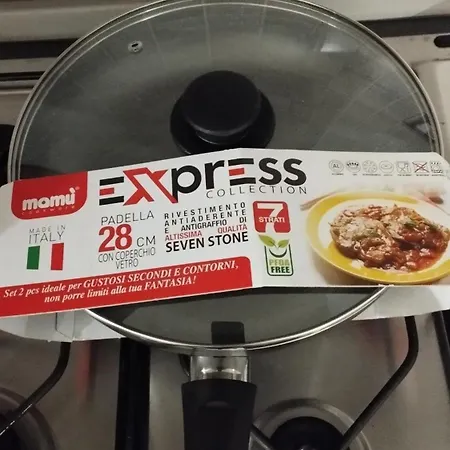 momù
EXPRESS
COLLECTION
MADE IN
ITALY
PADELLA
28 CM
CON COPERCHIO
VETRO
RIVESTIMENTO
ANTIADERENTE
E ANTIGRAFFIO DI
ALTISSIMA QUALITA
SEVEN STONE
7
STRATI
PFOA
FREE
Set 2 pcs ideale per GUSTOSI SECONDI E CONTORNI,
non porre limiti alla tua FANTASIA!